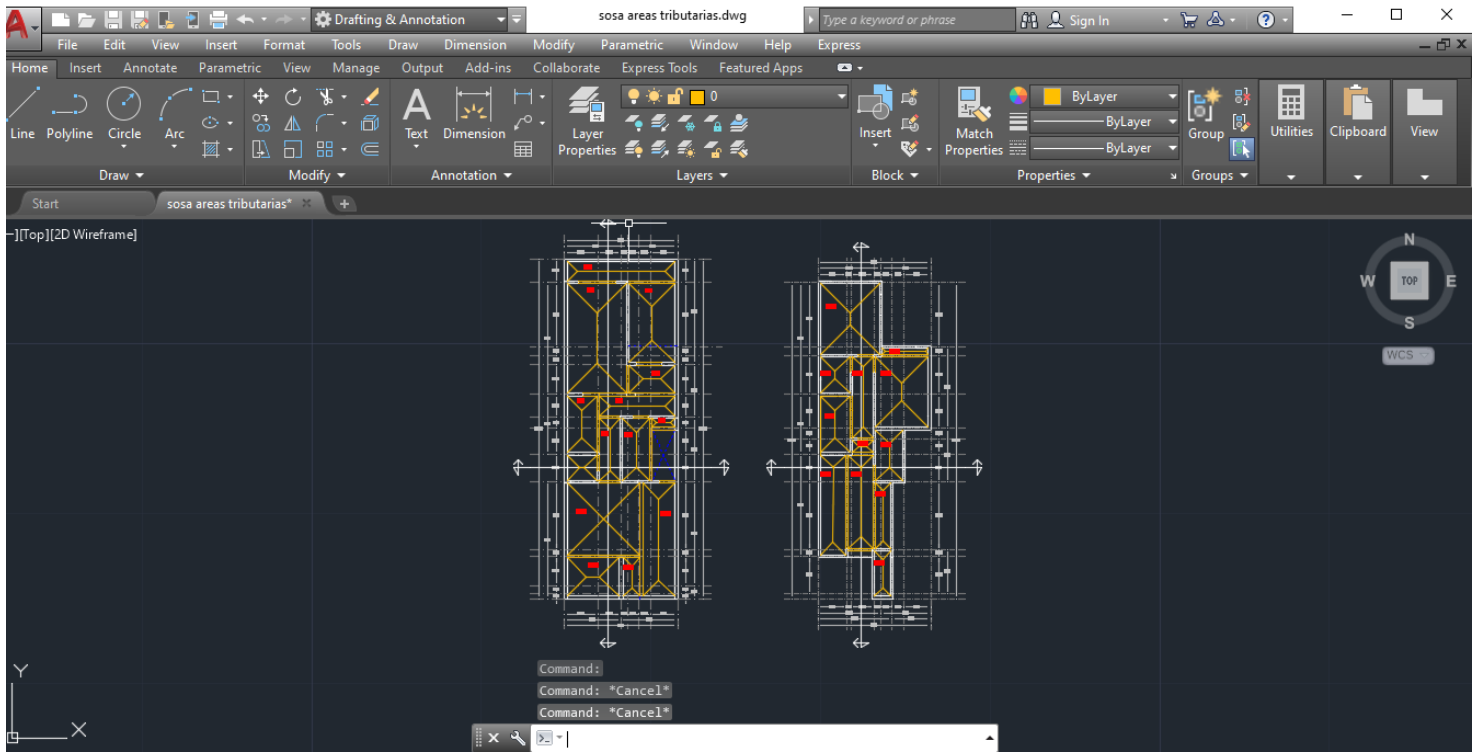 Drafting & Annotation
sosa areas tributarias.dwg
Type a keyword or phrase
Sign In
File Edit View Insert Format Tools Draw Dimension Modify Parametric Window Help Express
Home Insert Annotate Parametric View Manage Output Add-ins Collaborate Express Tools Featured Apps
0
ByLayer
ByLayer
ByLayer
Line Polyline Circle Arc
Text Dimension
Layer
Properties
Insert
Match
Properties
Group
Utilities Clipboard View
Draw Modify Annotation Layers Block Properties Groups
Start sosa areas tributarias*
][Top][2D Wireframe]
N
W TOP E
S
WCS
Y
X
Command:
Command: *Cancel*
Command: *Cancel*